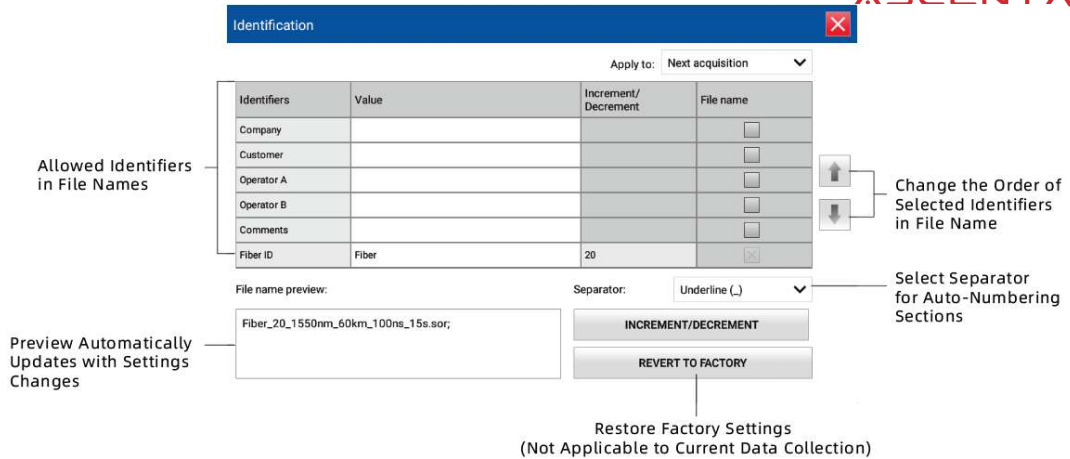 Identification
Apply to: Next acquisition
Identifiers Value Increment/ Decrement File name
Company
Customer
Operator A
Operator B
Comments
Fiber ID Fiber 20
Allowed Identifiers
in File Names
Change the Order of
Selected Identifiers
in File Name
File name preview: Separator: Underline (_)
Select Separator
for Auto-Numbering
Sections
Fiber_20_1550nm_60km_100ns_15s.sor;
INCREMENT/DECREMENT
REVERT TO FACTORY
Preview Automatically
Updates with Settings
Changes
Restore Factory Settings
(Not Applicable to Current Data Collection)